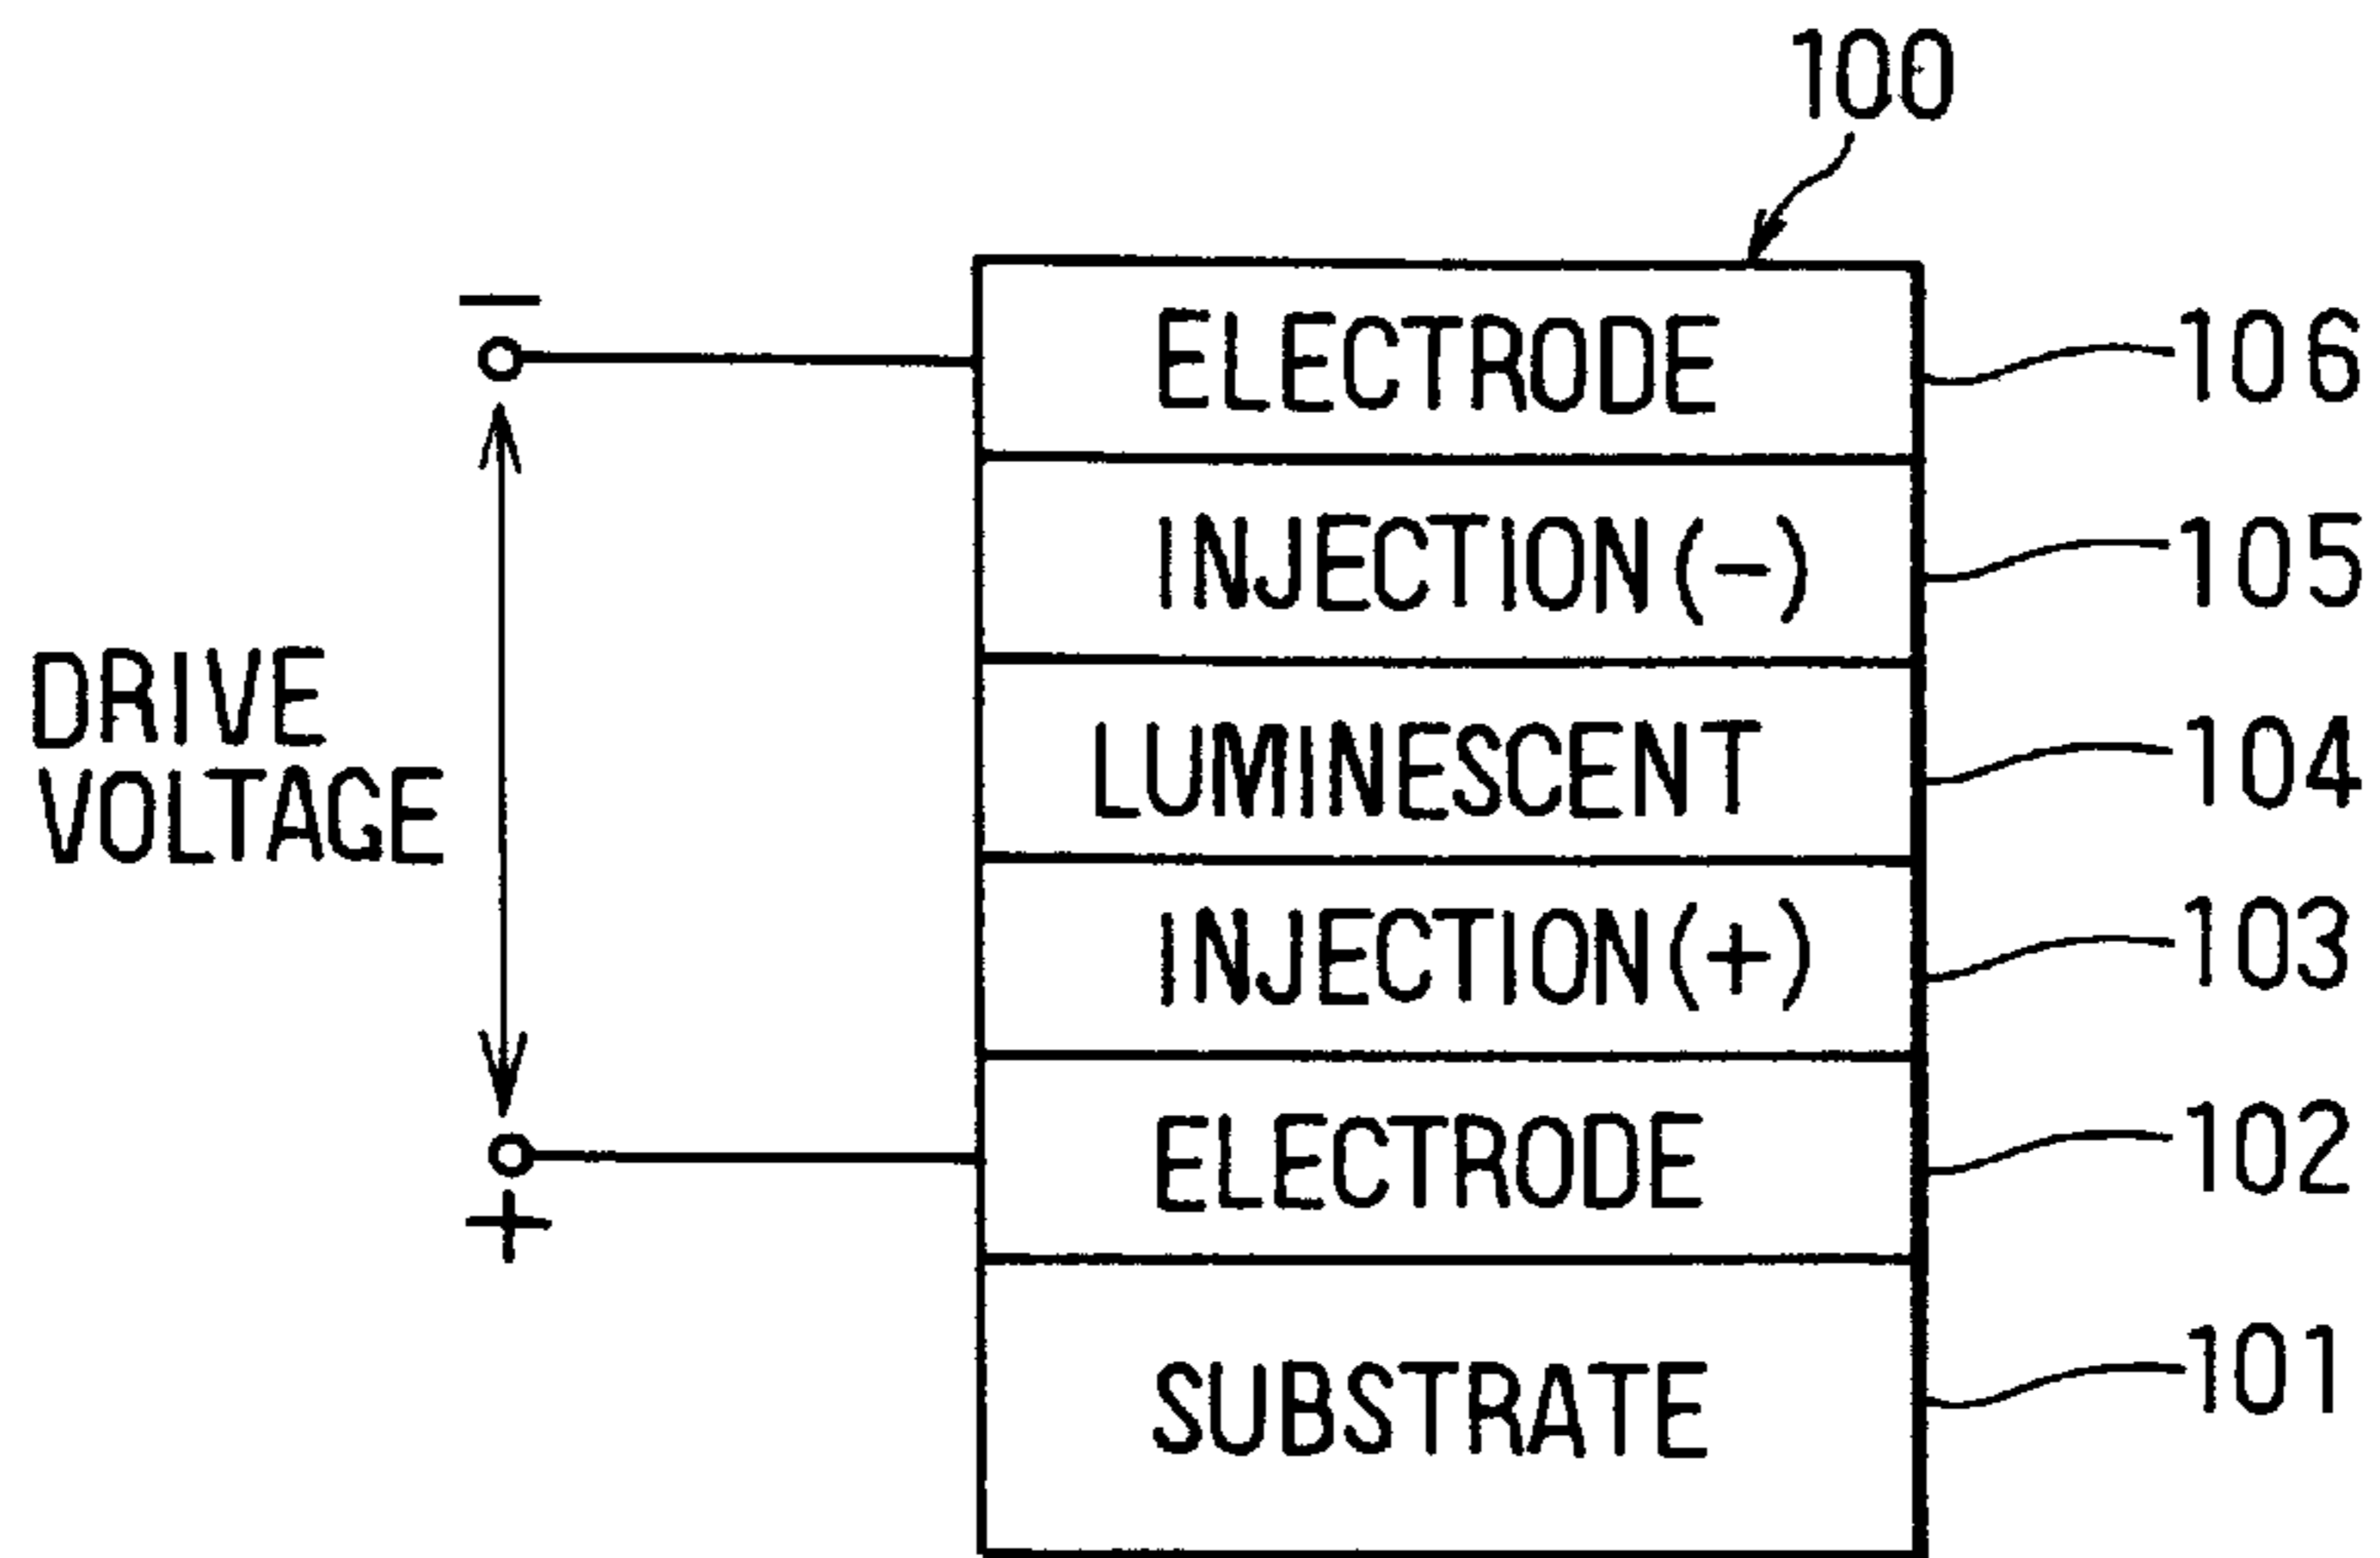 100
−
ELECTRODE 106
INJECTION(−) 105
DRIVE
VOLTAGE
LUMINESCENT 104
INJECTION(+) 103
ELECTRODE 102
+
SUBSTRATE 101